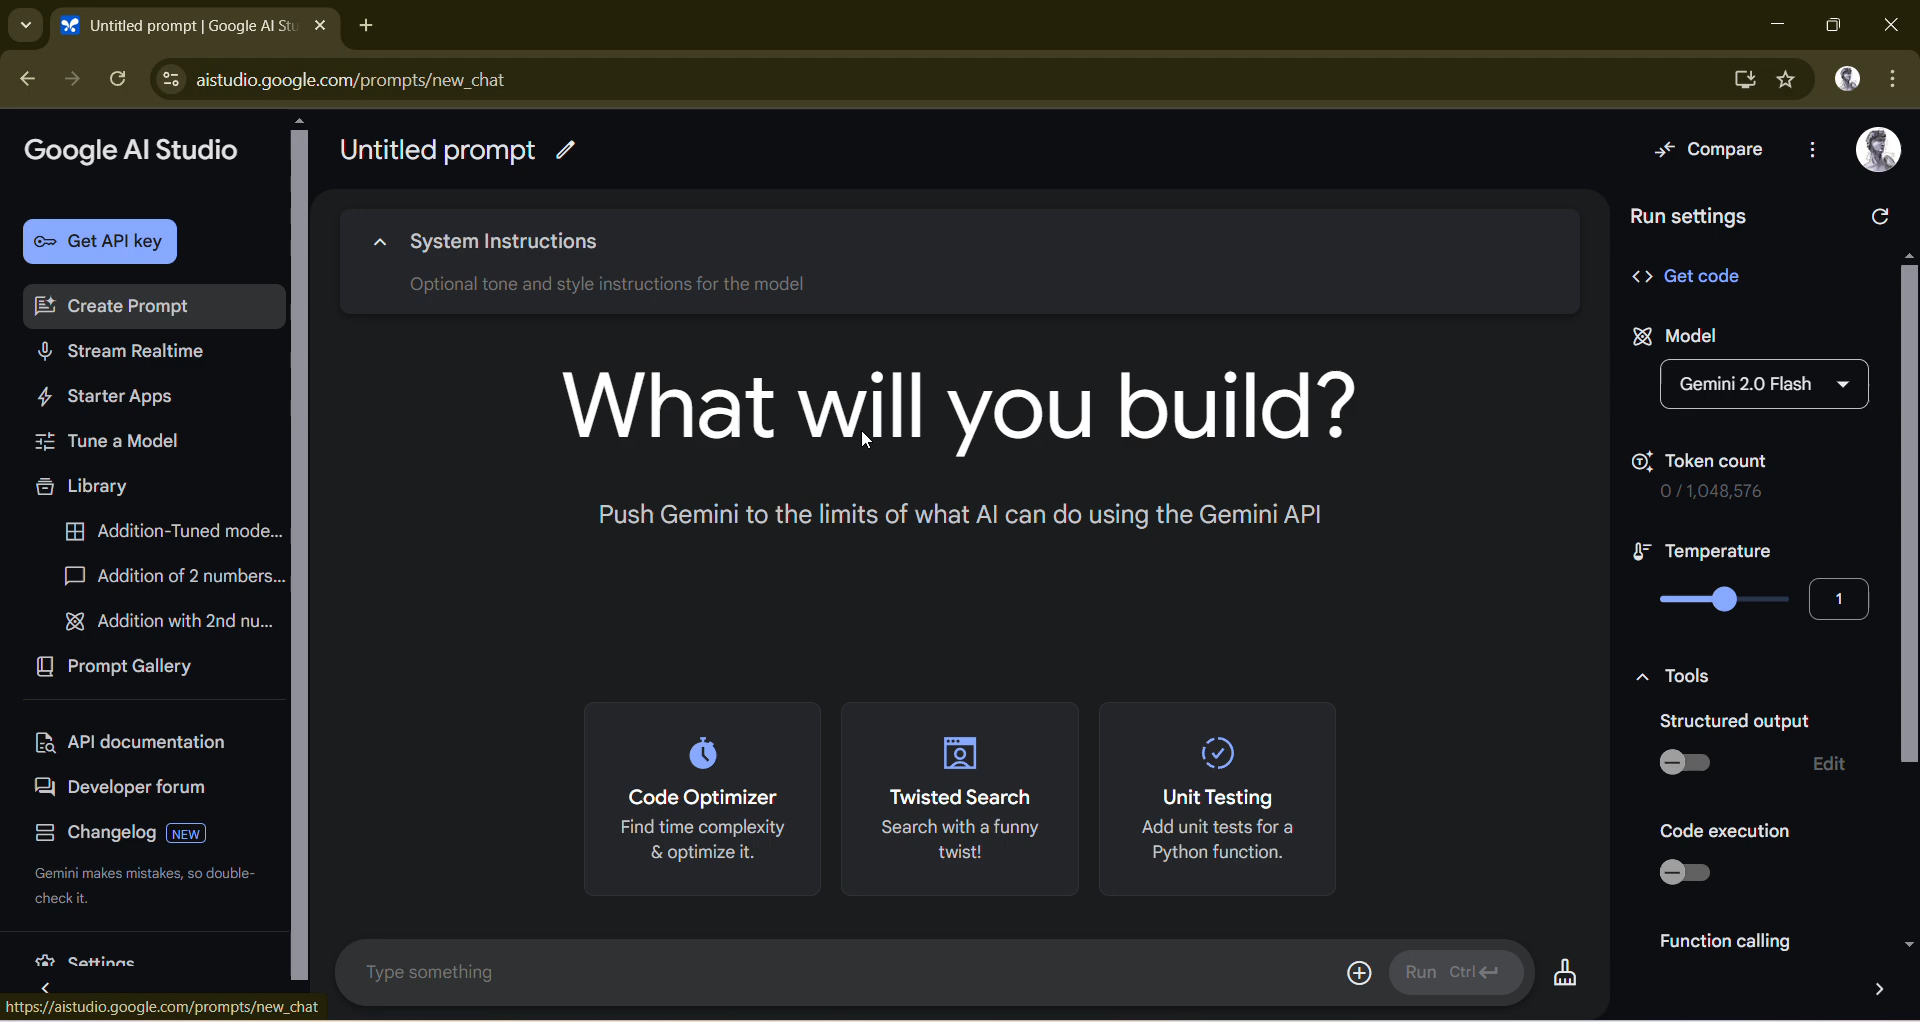 Untitled prompt | Google AI Stu
aistudio.google.com/prompts/new_chat
Google AI Studio
Get API key
Create Prompt
Stream Realtime
Starter Apps
Tune a Model
Library
Addition-Tuned mode...
Addition of 2 numbers...
Addition with 2nd nu...
Prompt Gallery
API documentation
Developer forum
Changelog NEW
Gemini makes mistakes, so double-
check it.
Settings
https://aistudio.google.com/prompts/new_chat
Untitled prompt
Compare
System Instructions
Optional tone and style instructions for the model
What will you build?
Push Gemini to the limits of what AI can do using the Gemini API
Code Optimizer
Find time complexity
& optimize it.
Twisted Search
Search with a funny
twist!
Unit Testing
Add unit tests for a
Python function.
Type something
Run Ctrl
Run settings
Get code
Model
Gemini 2.0 Flash
Token count
0 / 1,048,576
Temperature
1
Tools
Structured output
Edit
Code execution
Function calling